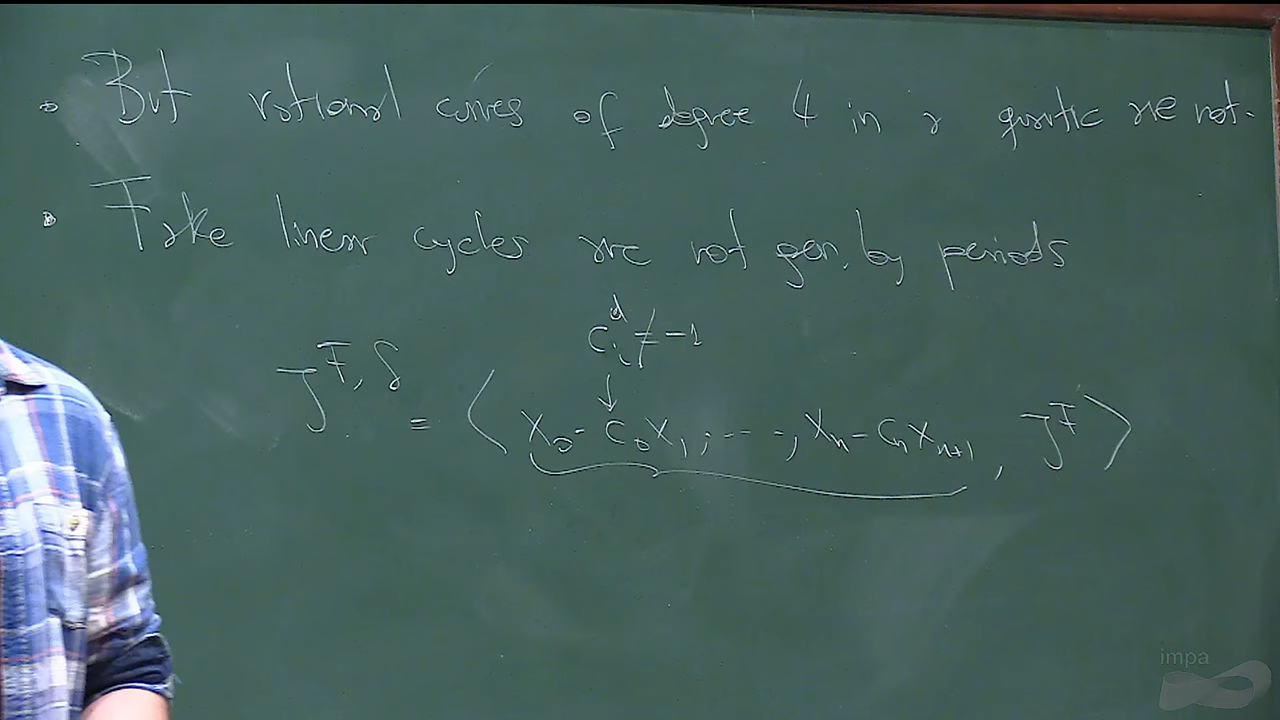 • But rational curves of degree 4 in a quartic are not.
• Fake linear cycles are not gen. by periods
c_i^d ≠ -1
↓
J^{F, δ} = ⟨ X_0 - c_0 X_1, ---, X_n - c_n X_{n+1}, J^F ⟩
impa